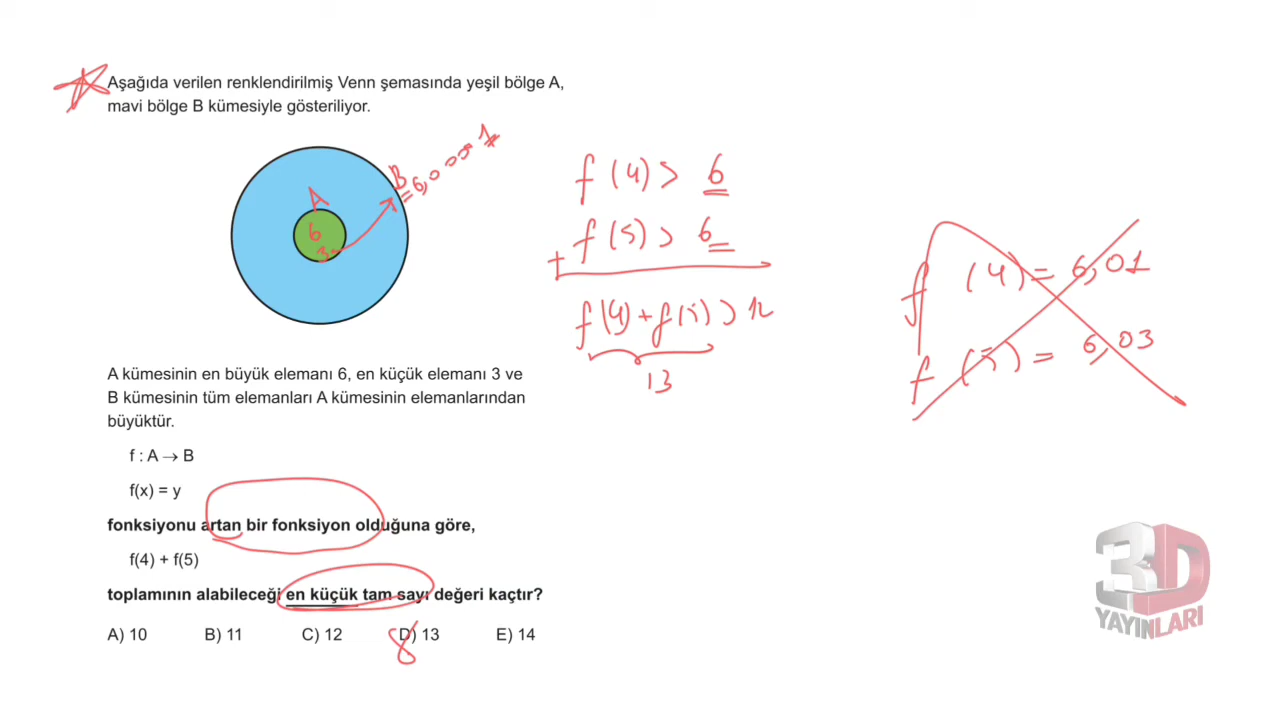 Aşağıda verilen renklendirilmiş Venn şemasında yeşil bölge A,
mavi bölge B kümesiyle gösteriliyor.
A
6
3
B
6,0001
f(4) > 6
+ f(5) > 6
f(4) + f(5) > 12
13
f(4) = 6,01
f(5) = 6,03
A kümesinin en büyük elemanı 6, en küçük elemanı 3 ve
B kümesinin tüm elemanları A kümesinin elemanlarından
büyüktür.
f : A → B
f(x) = y
fonksiyonu artan bir fonksiyon olduğuna göre,
f(4) + f(5)
toplamının alabileceği en küçük tam sayı değeri kaçtır?
A) 10 B) 11 C) 12 D) 13 E) 14
3D
YAYINLARI